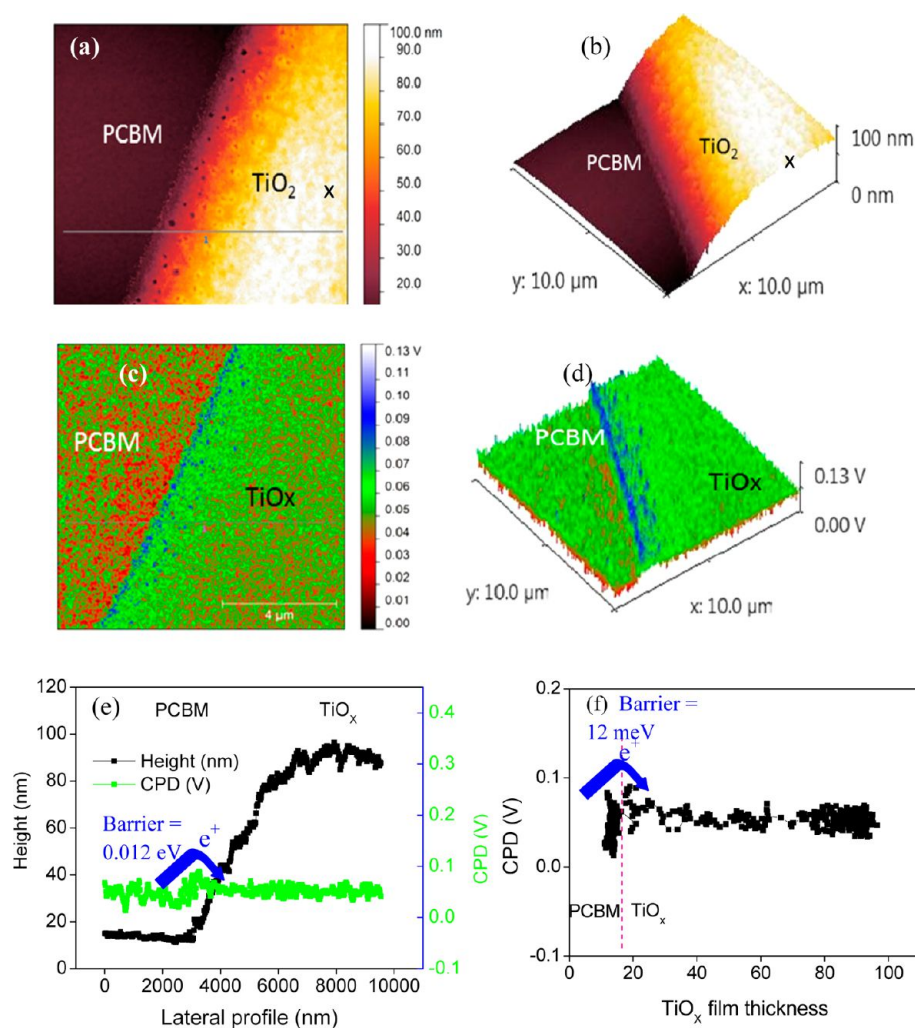 (a)
PCBM
TiO2
x
100.0 nm
90.0
80.0
70.0
60.0
50.0
40.0
30.0
20.0
(b)
PCBM
TiO2
x
100 nm
0 nm
y: 10.0 µm
x: 10.0 µm
(c)
PCBM
TiOx
4 µm
0.13 V
0.11
0.10
0.09
0.08
0.07
0.06
0.05
0.04
0.03
0.02
0.01
0.00
(d)
PCBM
TiOx
0.13 V
0.00 V
y: 10.0 µm
x: 10.0 µm
(e)
PCBM
TiOx
Height (nm)
CPD (V)
Barrier =
0.012 eV
e+
120
100
80
60
40
20
0
Height (nm)
0.4
0.3
0.2
0.1
0.0
-0.1
CPD (V)
0 2000 4000 6000 8000 10000
Lateral profile (nm)
(f)
Barrier =
12 meV
e+
0.2
0.1
0.0
-0.1
CPD (V)
PCBM
TiOx
0 20 40 60 80 100
TiOx film thickness